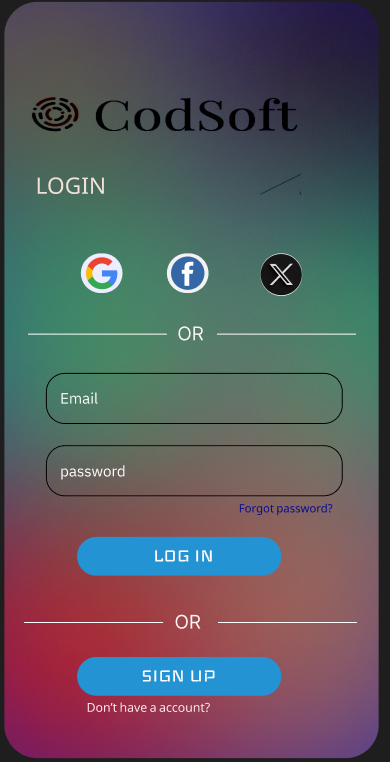 CodSoft
LOGIN
OR
Email
password
Forgot password?
LOG IN
OR
SIGN UP
Don't have a account?